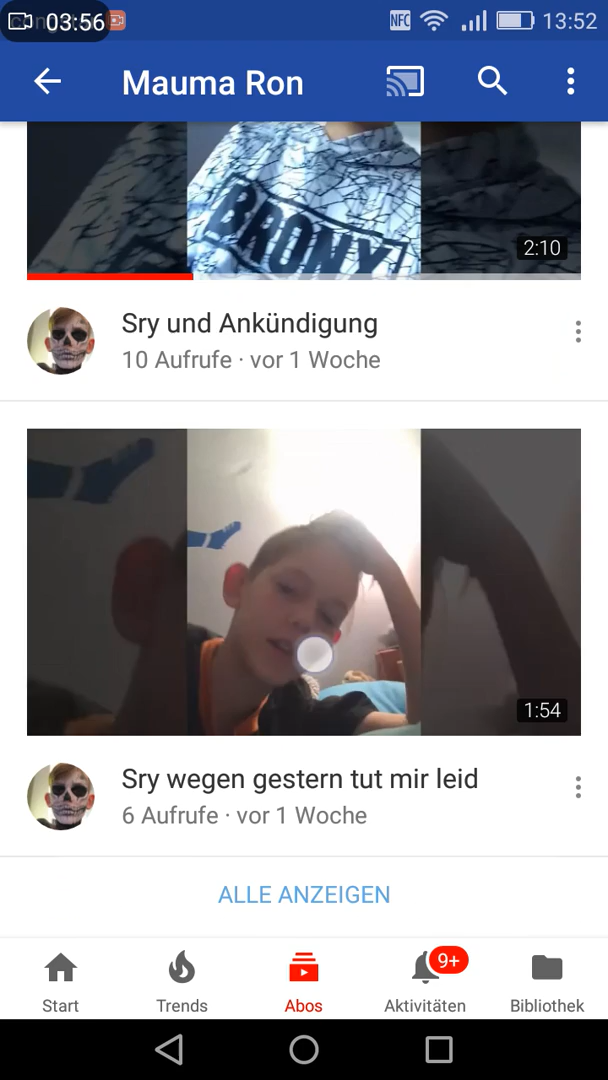 03:56
13:52
Mauma Ron
BRONX
2:10
Sry und Ankündigung
10 Aufrufe · vor 1 Woche
1:54
Sry wegen gestern tut mir leid
6 Aufrufe · vor 1 Woche
ALLE ANZEIGEN
9+
Start Trends Abos Aktivitäten Bibliothek